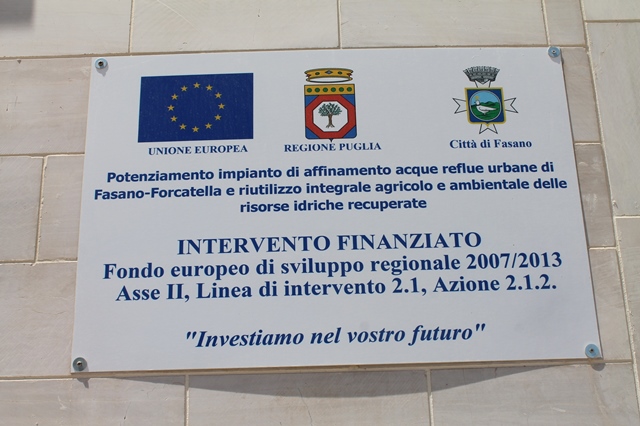 UNIONE EUROPEA
REGIONE PUGLIA
Città di Fasano
Potenziamento impianto di affinamento acque reflue urbane di
Fasano-Forcatella e riutilizzo integrale agricolo e ambientale delle
risorse idriche recuperate
INTERVENTO FINANZIATO
Fondo europeo di sviluppo regionale 2007/2013
Asse II, Linea di intervento 2.1, Azione 2.1.2.
"Investiamo nel vostro futuro"